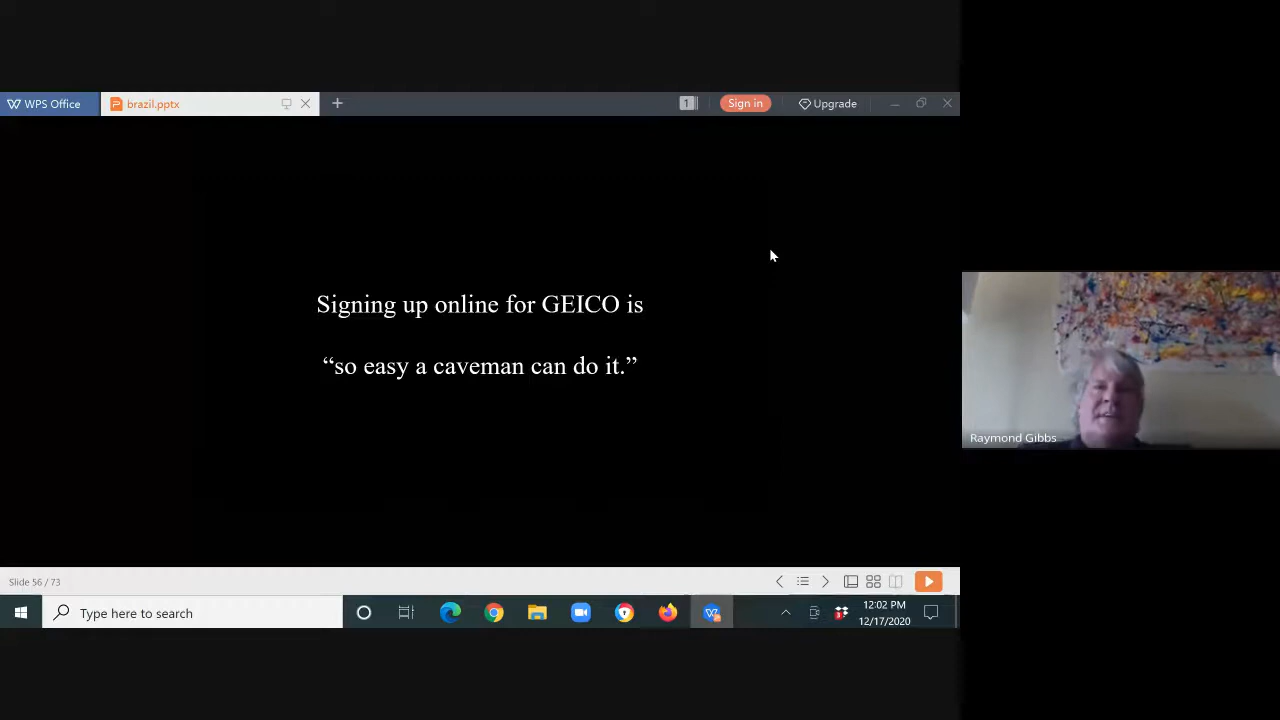 WPS Office
brazil.pptx
1
Sign in
Upgrade
Signing up online for GEICO is
“so easy a caveman can do it.”
Raymond Gibbs
Slide 56 / 73
Type here to search
12:02 PM
12/17/2020